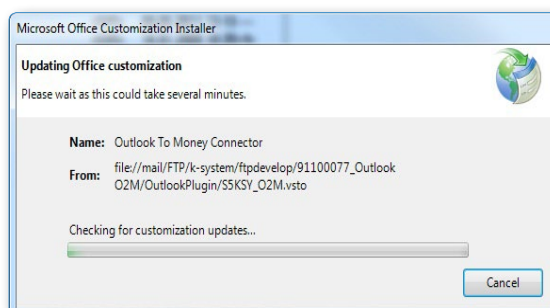 Microsoft Office Customization Installer
Updating Office customization
Please wait as this could take several minutes.
Name: Outlook To Money Connector
From: file://mail/FTP/k-system/ftpdevelop/91100077_Outlook
O2M/OutlookPlugin/S5KSY_O2M.vsto
Checking for customization updates...
Cancel